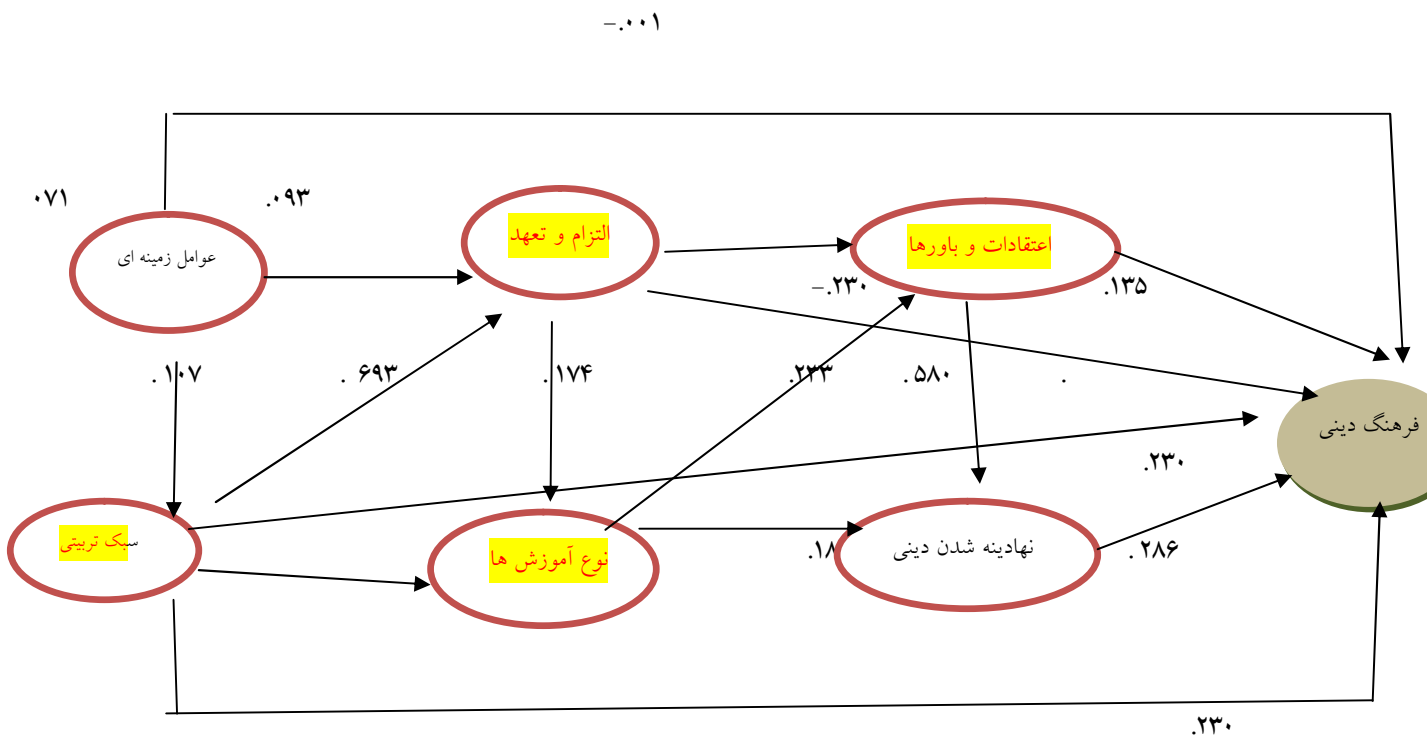 -.۰۰۱
۰۷۱
.۰۹۳
عوامل زمینه ای
التزام و تعهد
اعتقادات و باورها
-.۲۳۰
.۱۳۵
.۱۰۷
.۶۹۳
.۱۷۴
.۲۳۳
.۵۸۰
.
فرهنگ دینی
.۲۳۰
سبک تربیتی
نوع آموزش ها
.۱۸
نهادینه شدن دینی
.۲۸۶
.۲۳۰